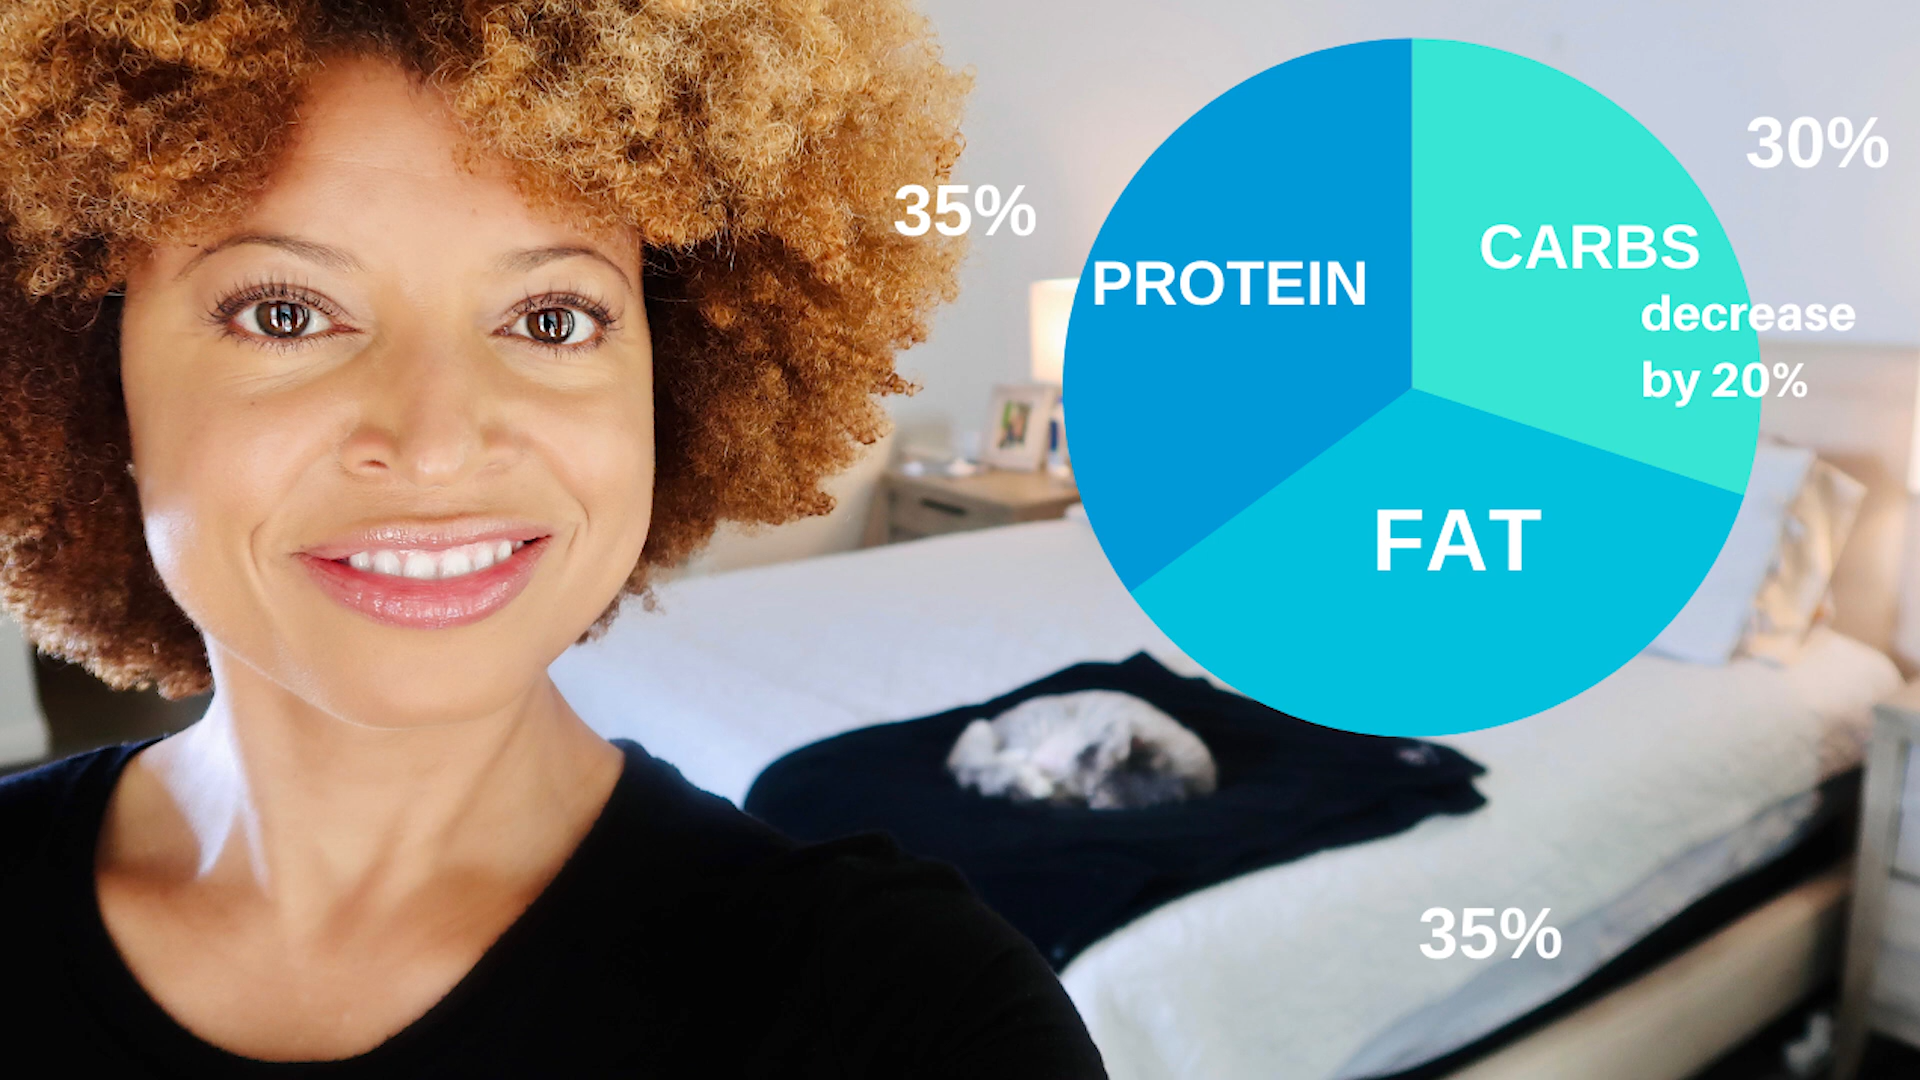 30%
35%
CARBS
PROTEIN
decrease
by 20%
FAT
35%